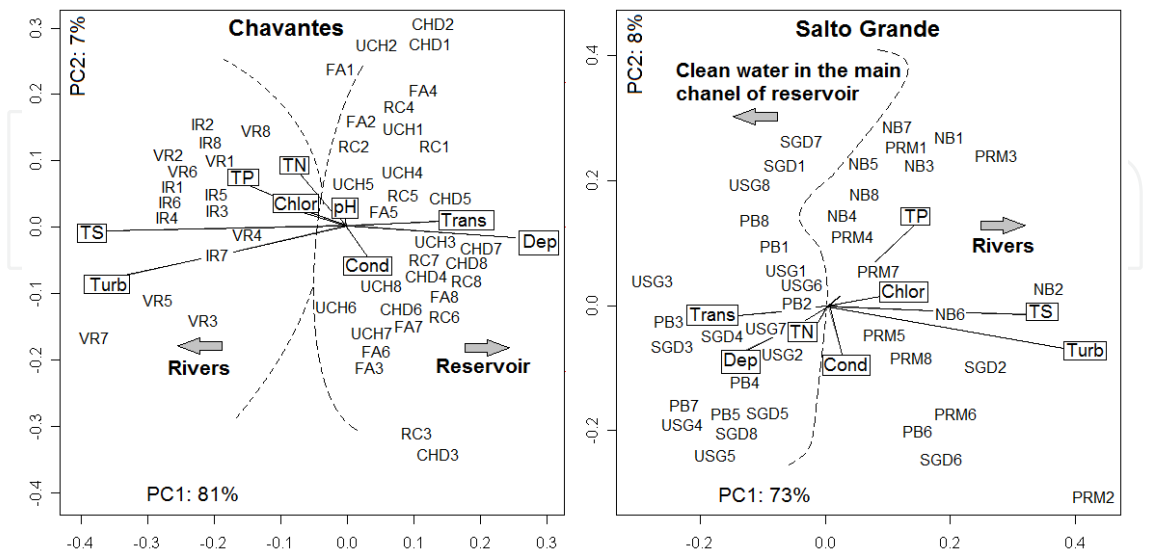 Chavantes
PC2: 7%
0.3
0.2
0.1
0.0
-0.1
-0.2
-0.3
-0.4
CHD2
UCH2
CHD1
FA1
FA4
RC4
IR2
VR8
FA2
UCH1
IR8
RC2
RC1
VR2
VR1
TN
VR6
TP
UCH4
IR1
UCH5
IR5
RC5
CHD5
IR6
Chlor
pH
IR3
FA5
IR4
Trans
TS
VR4
UCH3
Dep
CHD7
IR7
RC7
CHD8
Cond
CHD4
RC8
Turb
UCH8
VR5
FA8
UCH6
CHD6
RC6
VR3
FA7
VR7
UCH7
FA6
FA3
Rivers
Reservoir
RC3
CHD3
PC1: 81%
-0.4
-0.3
-0.2
-0.1
0.0
0.1
0.2
0.3
Salto Grande
PC2: 8%
0.4
0.2
0.0
-0.2
Clean water in the main
chanel of reservoir
NB7
SGD7
NB1
PRM1
PRM3
SGD1
NB5
NB3
USG8
NB8
PB8
NB4
TP
PRM4
Rivers
PB1
USG1
PRM7
USG3
USG6
Chlor
NB2
PB2
Trans
NB6
TS
PB3
USG7
TN
SGD4
PRM5
SGD3
USG2
Turb
Dep
Cond
PRM8
SGD2
PB4
PB7
PB5
SGD5
PRM6
USG4
SGD8
PB6
USG5
SGD6
PRM2
PC1: 73%
-0.2
0.0
0.2
0.4